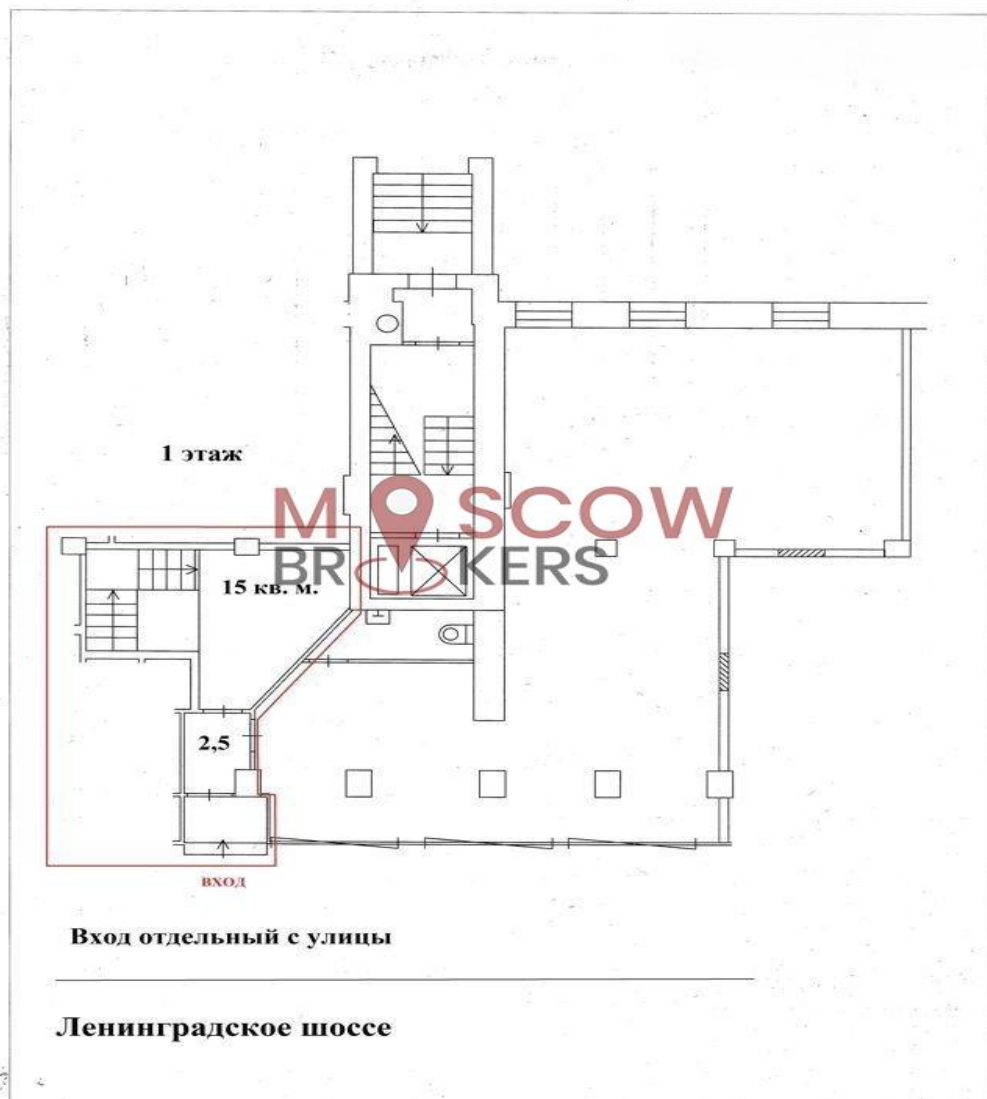 1 этаж
MOSCOW
BROKERS
15 кв. м.
2,5
вход
Вход отдельный с улицы
Ленинградское шоссе